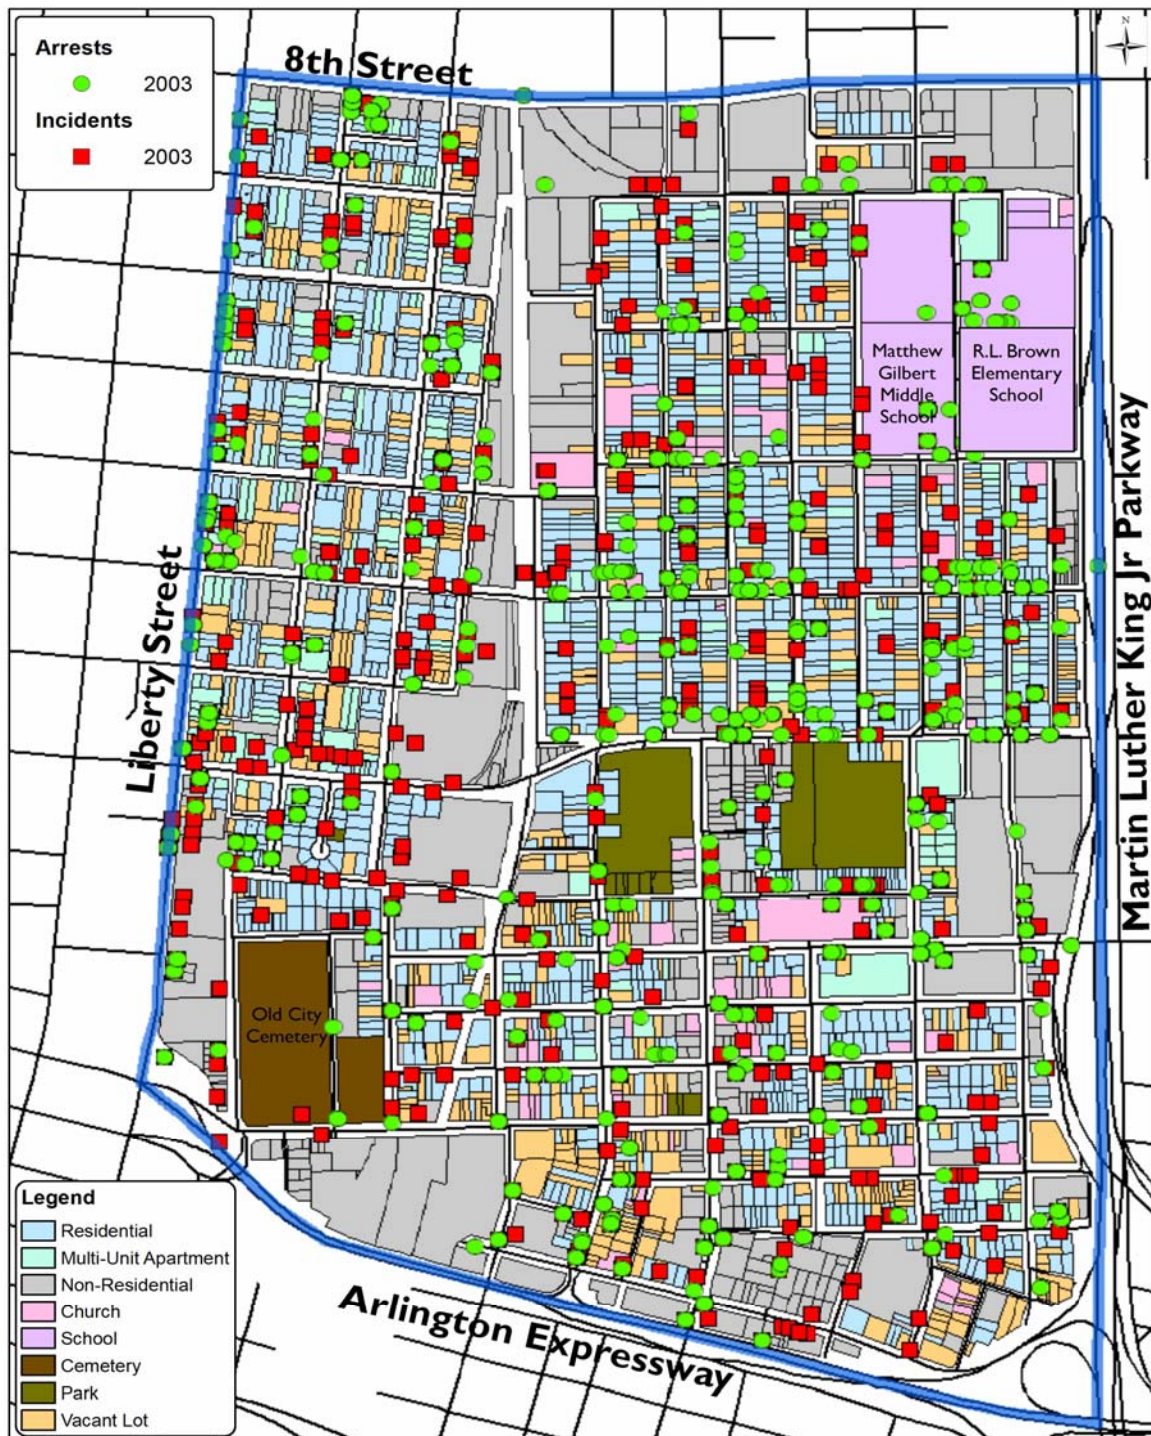 N
Arrests
2003
Incidents
2003
8th Street
Matthew
Gilbert
Middle
School
R.L. Brown
Elementary
School
Liberty Street
Martin Luther King Jr Parkway
Old City
Cemetery
Arlington Expressway
Legend
Residential
Multi-Unit Apartment
Non-Residential
Church
School
Cemetery
Park
Vacant Lot